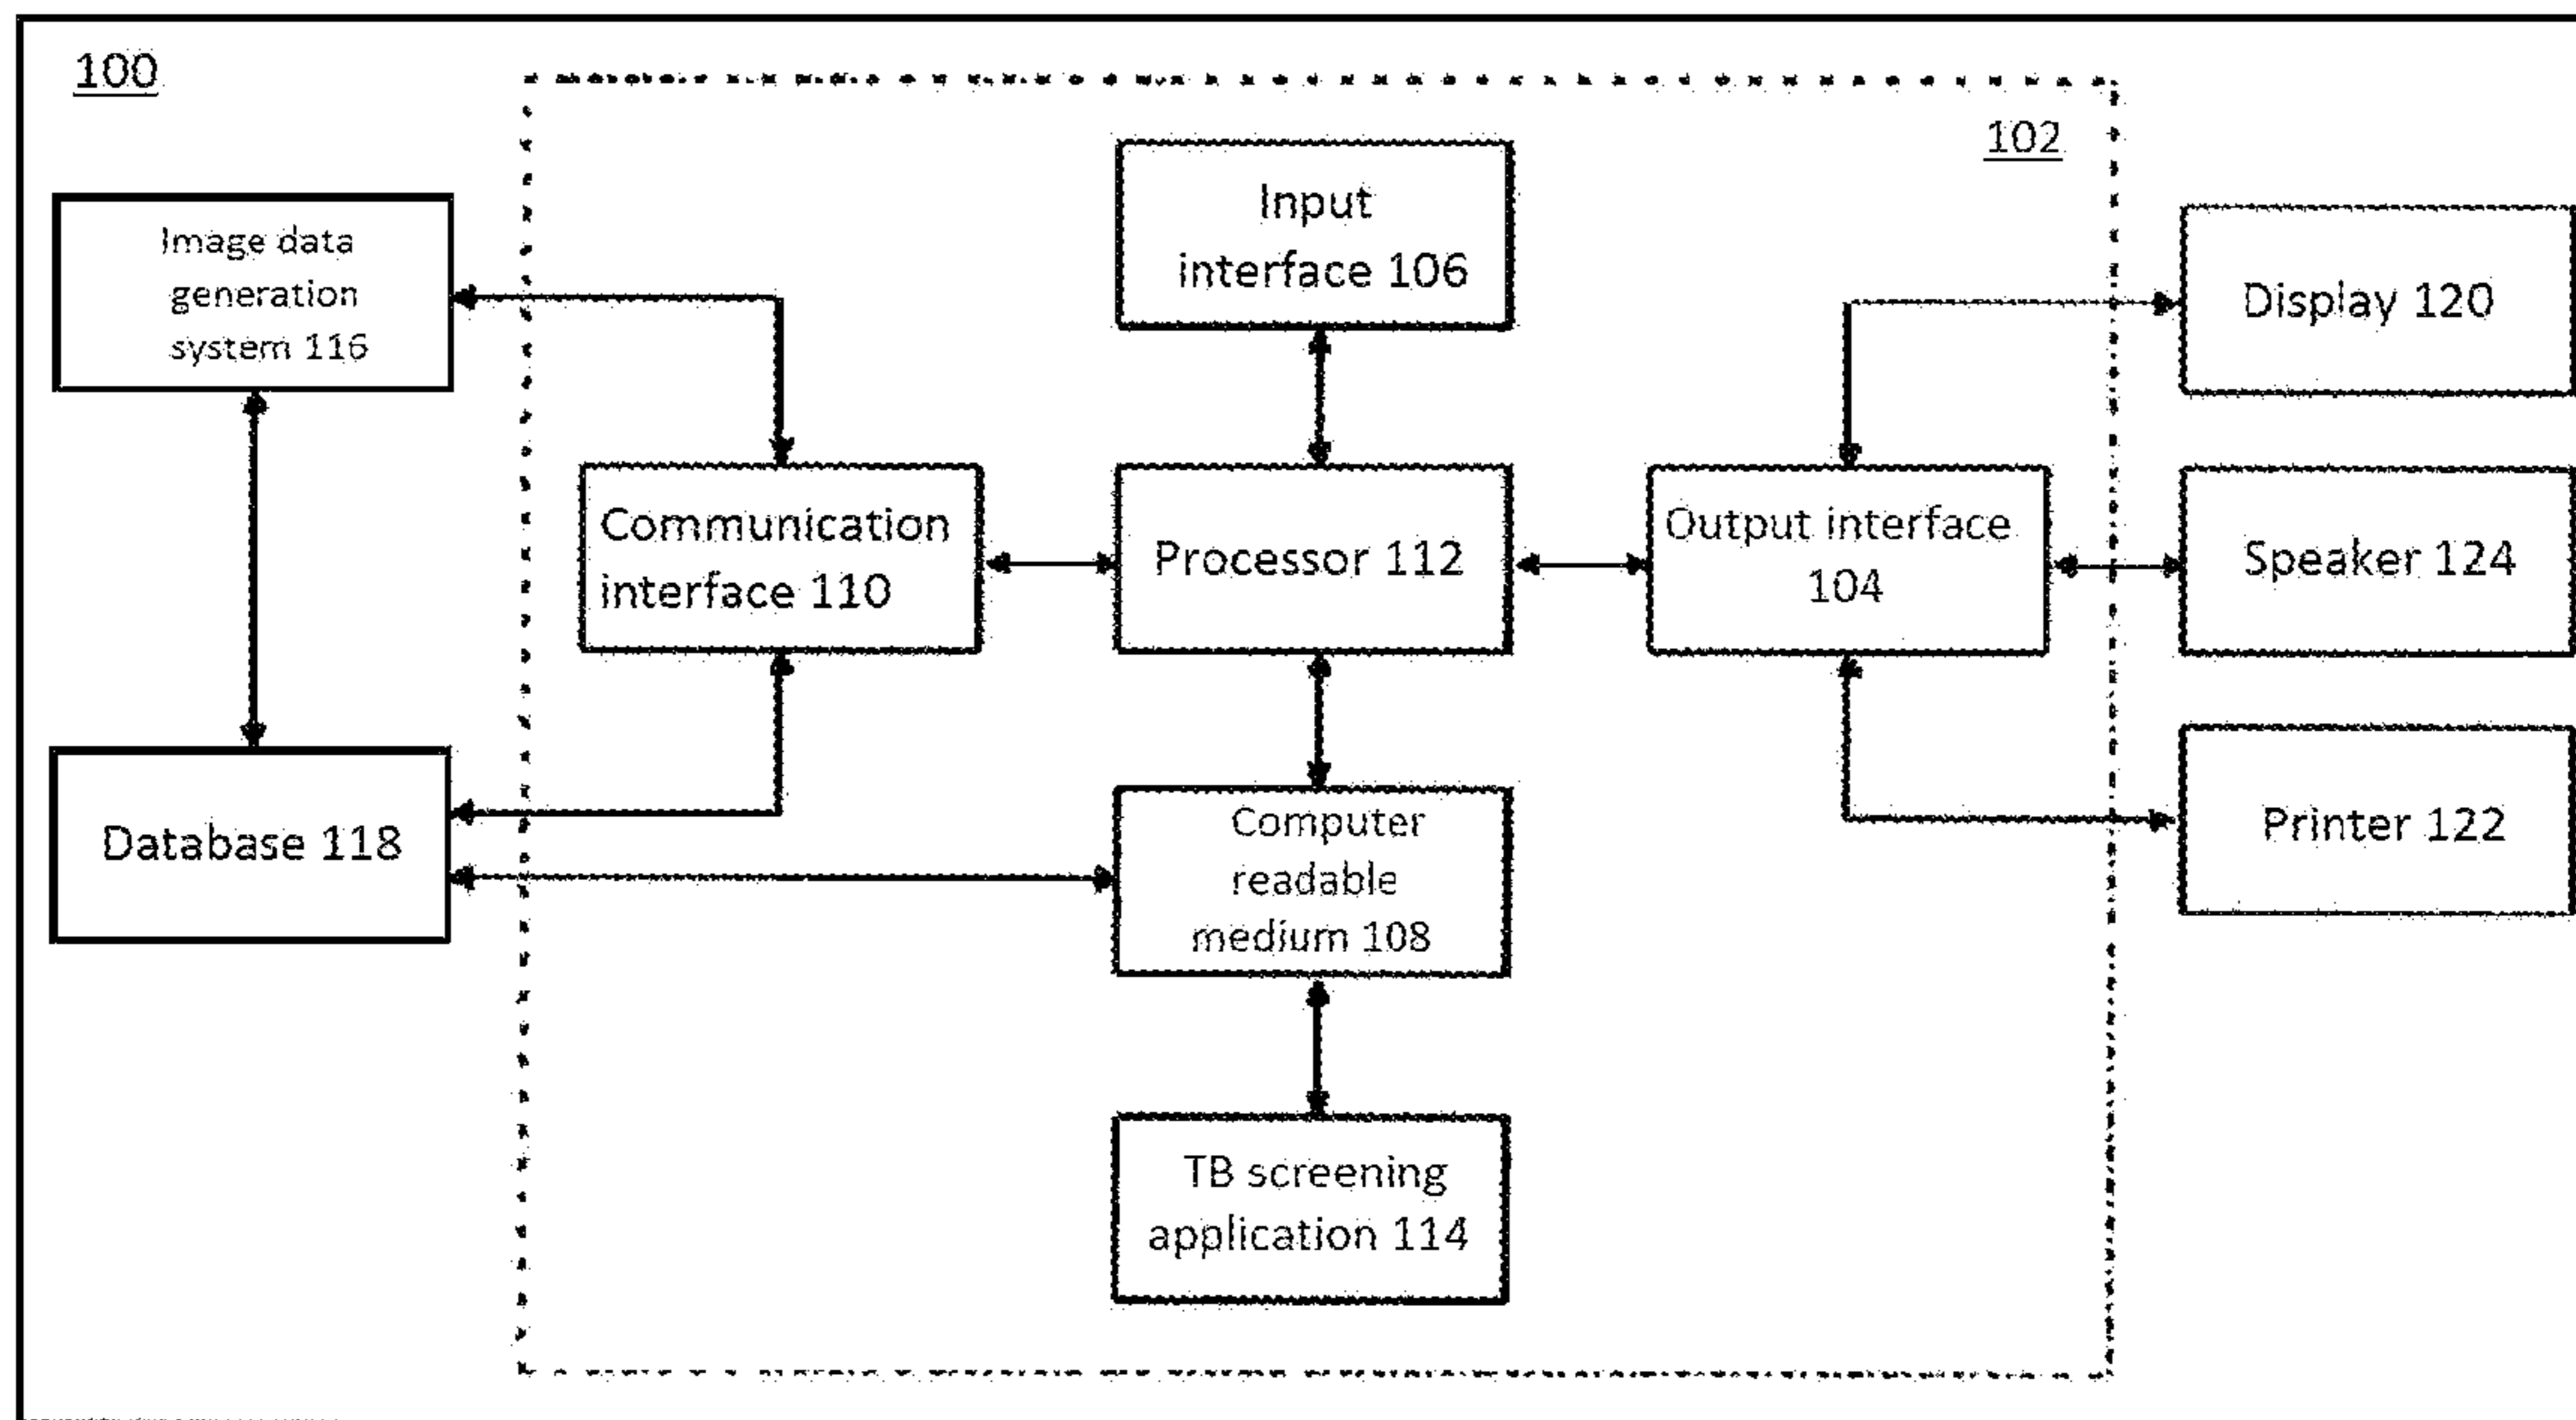 100
102
Image data
generation
system 116
Input
interface 106
Display 120
Communication
interface 110
Processor 112
Output interface
104
Speaker 124
Database 118
Computer
readable
medium 108
Printer 122
TB screening
application 114